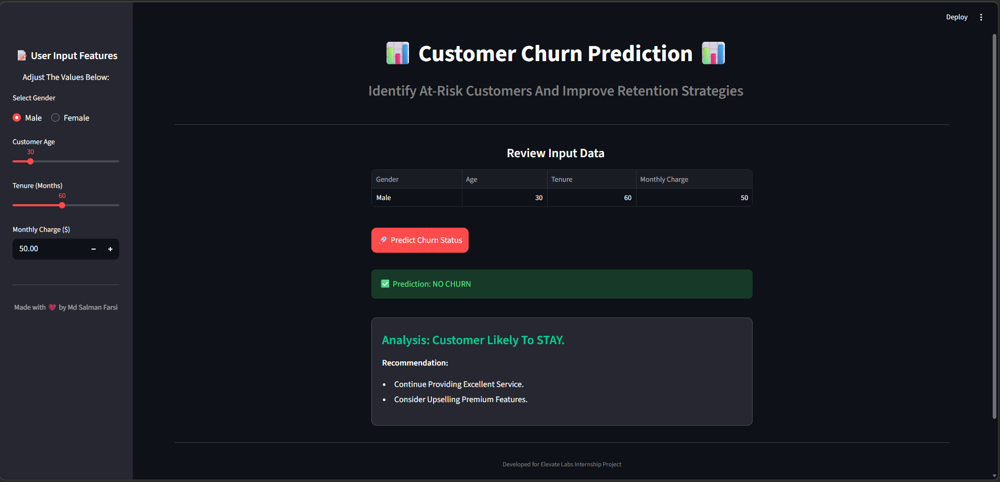 Deploy
📝 User Input Features
Adjust The Values Below:
Select Gender
Male Female
Customer Age
30
Tenure (Months)
60
Monthly Charge ($)
50.00 − +
Made with ❤️ by Md Salman Farsi
📊 Customer Churn Prediction 📊
Identify At-Risk Customers And Improve Retention Strategies
Review Input Data
Gender Age Tenure Monthly Charge
Male 30 60 50
🚀 Predict Churn Status
✅ Prediction: NO CHURN
Analysis: Customer Likely To STAY.
Recommendation:
• Continue Providing Excellent Service.
• Consider Upselling Premium Features.
Developed for Elevate Labs Internship Project